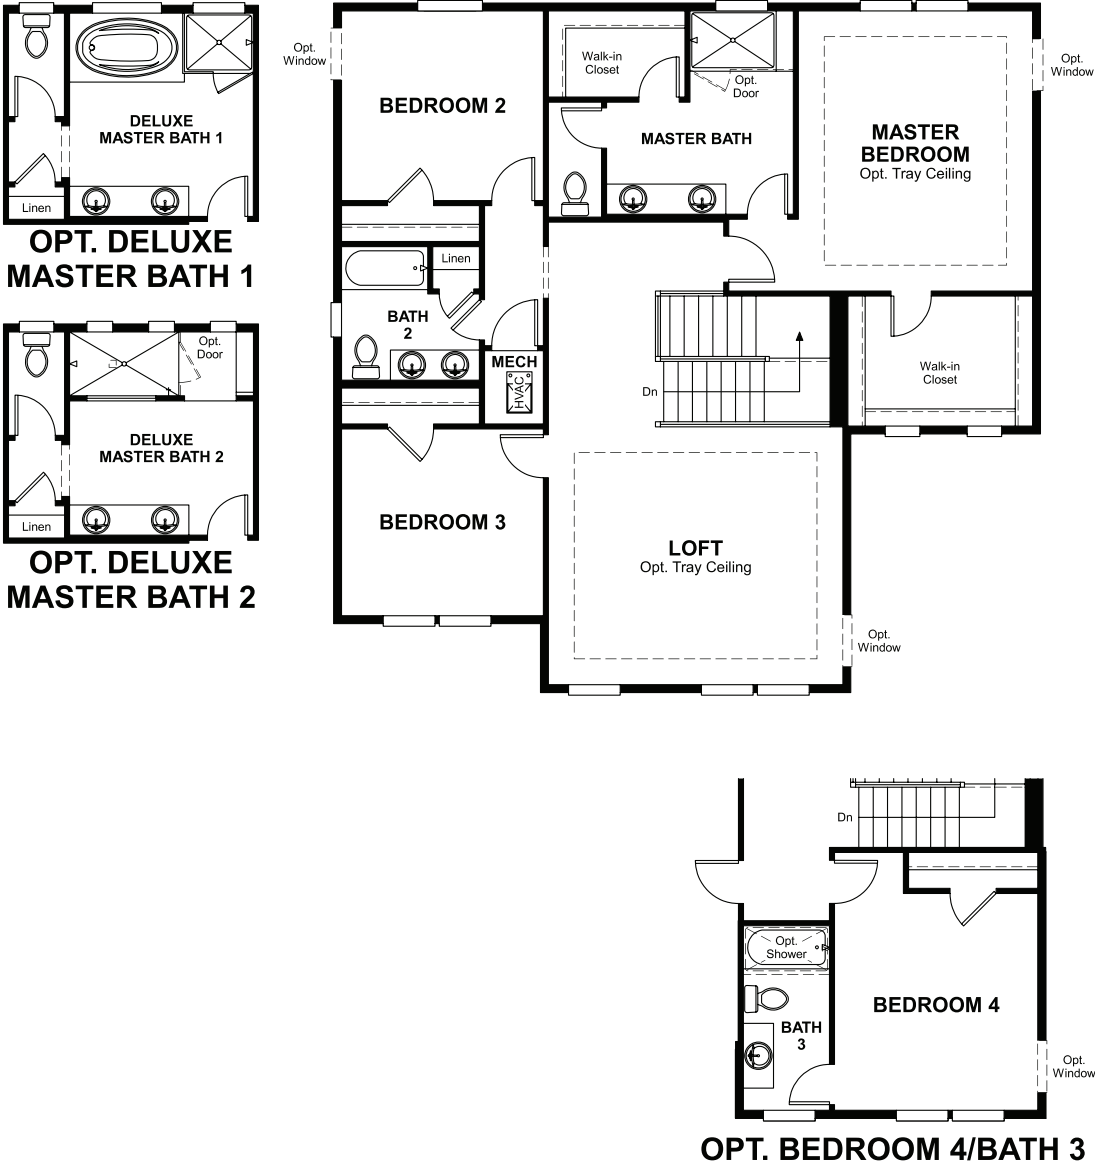 DELUXE
MASTER BATH 1
Linen
OPT. DELUXE
MASTER BATH 1
Opt.
Door
DELUXE
MASTER BATH 2
Linen
OPT. DELUXE
MASTER BATH 2
Opt.
Window
BEDROOM 2
Walk-in
Closet
Opt.
Door
MASTER BATH
MASTER
BEDROOM
Opt. Tray Ceiling
Opt.
Window
Linen
BATH
2
MECH
HVAC
Dn
Walk-in
Closet
BEDROOM 3
LOFT
Opt. Tray Ceiling
Opt.
Window
Dn
Opt.
Shower
BATH
3
BEDROOM 4
Opt.
Window
OPT. BEDROOM 4/BATH 3